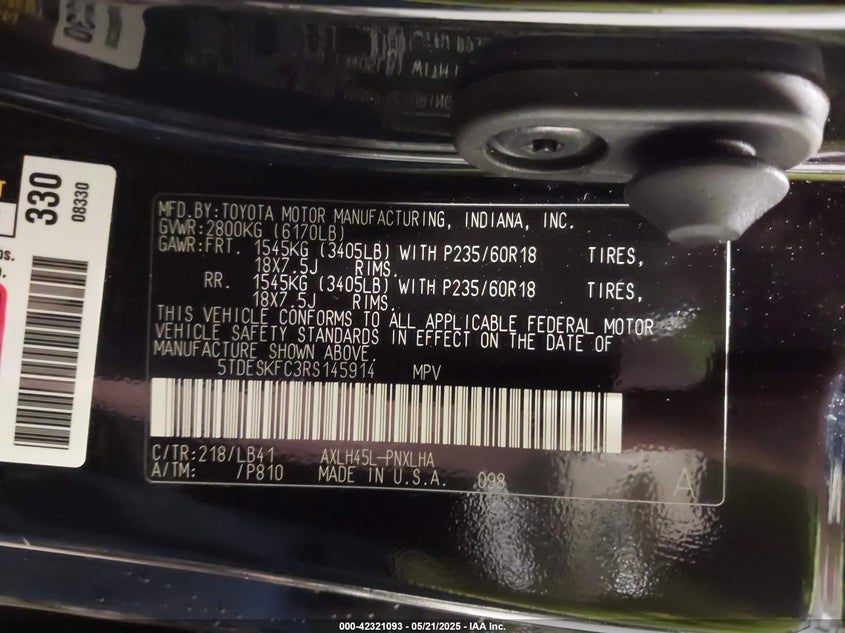 330
08330
MFD.BY:TOYOTA MOTOR MANUFACTURING, INDIANA, INC.
GVWR:2800KG (6170LB)
GAWR:FRT. 1545KG (3405LB) WITH P235/60R18 TIRES,
18X7.5J RIMS.
RR. 1545KG (3405LB) WITH P235/60R18 TIRES,
18X7.5J RIMS.
THIS VEHICLE CONFORMS TO ALL APPLICABLE FEDERAL MOTOR
VEHICLE SAFETY STANDARDS IN EFFECT ON THE DATE OF
MANUFACTURE SHOWN ABOVE.
5TDESKFC3RS145914 MPV
C/TR:218/LB41 AXLH45L-PNXLHA
A/TM: /P810 MADE IN U.S.A. 098
A
000-42321093 - 05/21/2025 - IAA Inc.